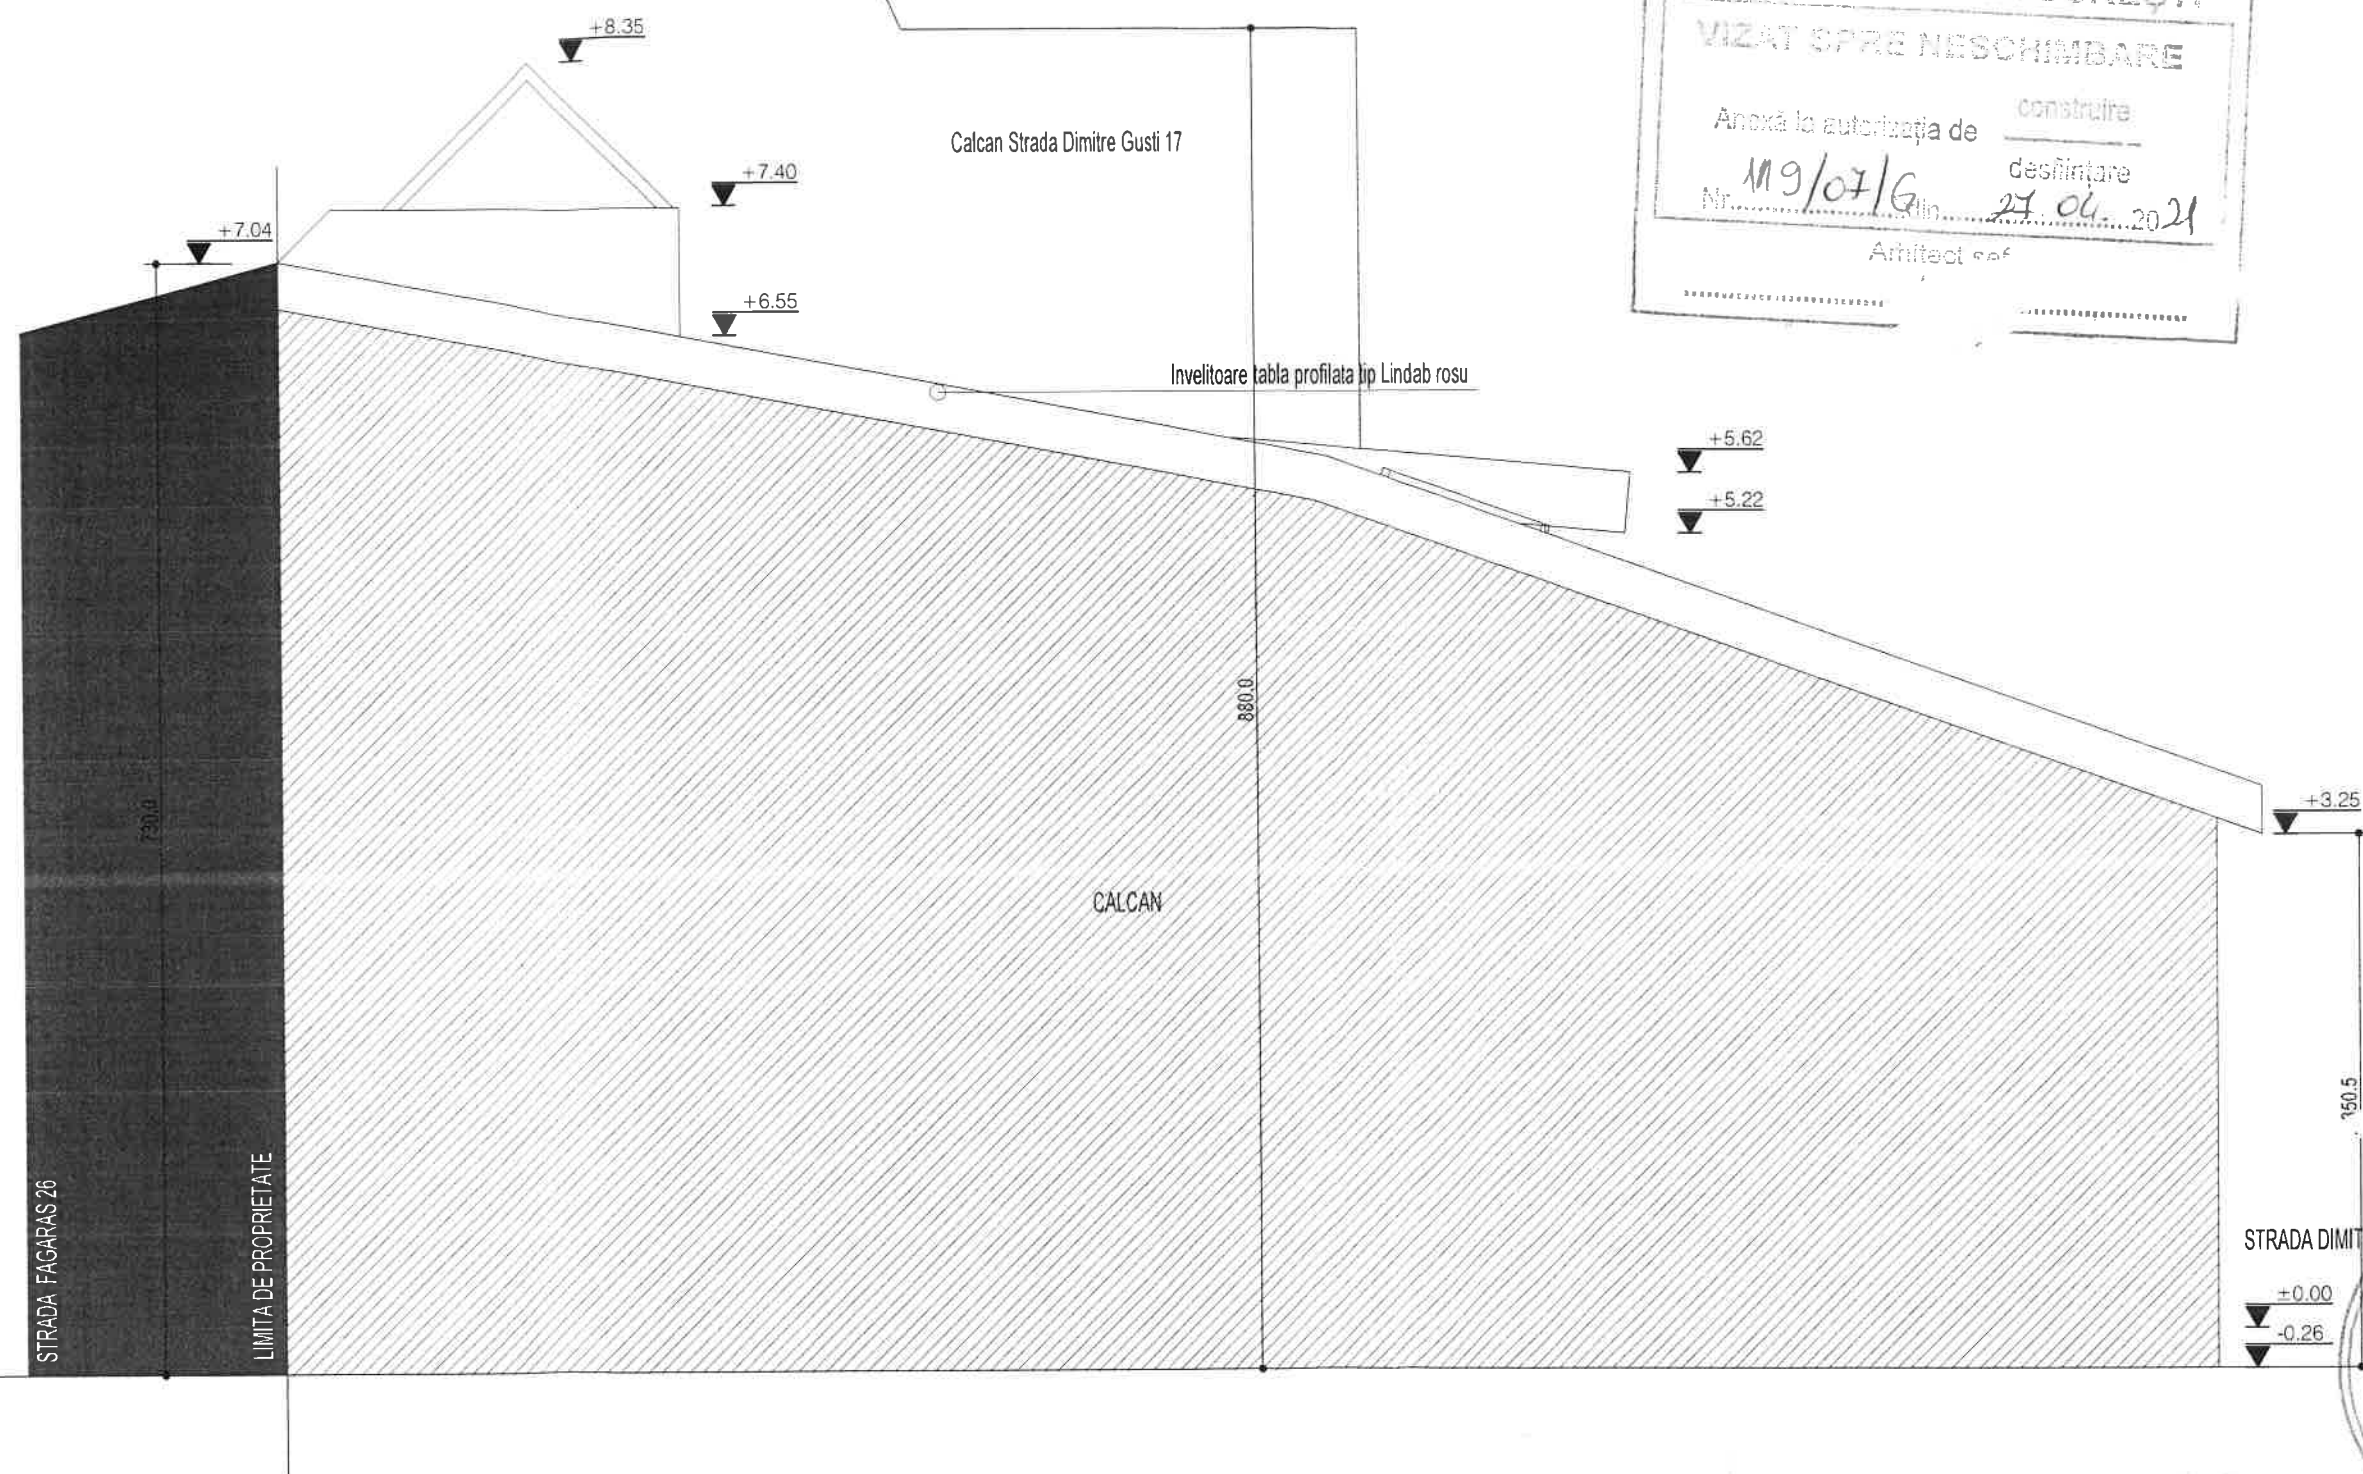 +8.35
VIZAT SPRE NESCHIMBARE
construire
Anexă la autorizația de
desființare
Nr. 119/07/G din 27.04. 2021
Arhitect șef
Calcan Strada Dimitre Gusti 17
+7.40
+7.04
+6.55
Invelitoare tabla profilata tip Lindab rosu
+5.62
+5.22
880.0
730.0
+3.25
CALCAN
350.5
STRADA FAGARAS 26
LIMITA DE PROPRIETATE
STRADA DIMIT
±0.00
-0.26